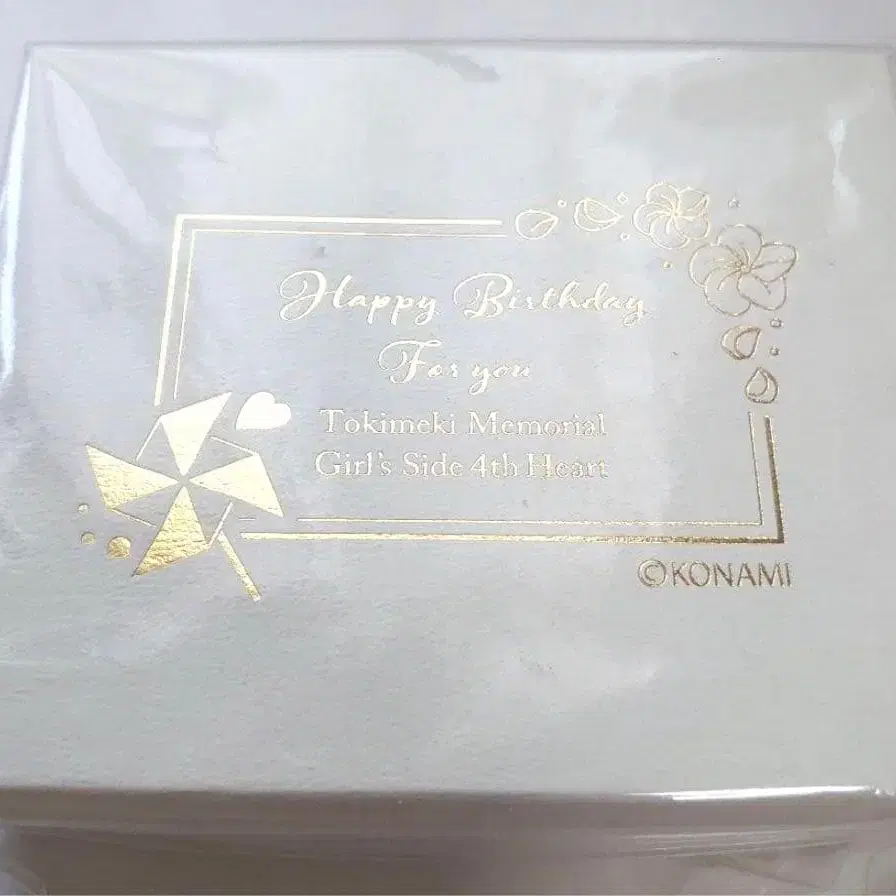 Happy Birthday
For you
Tokimeki Memorial
Girl's Side 4th Heart
©KONAMI